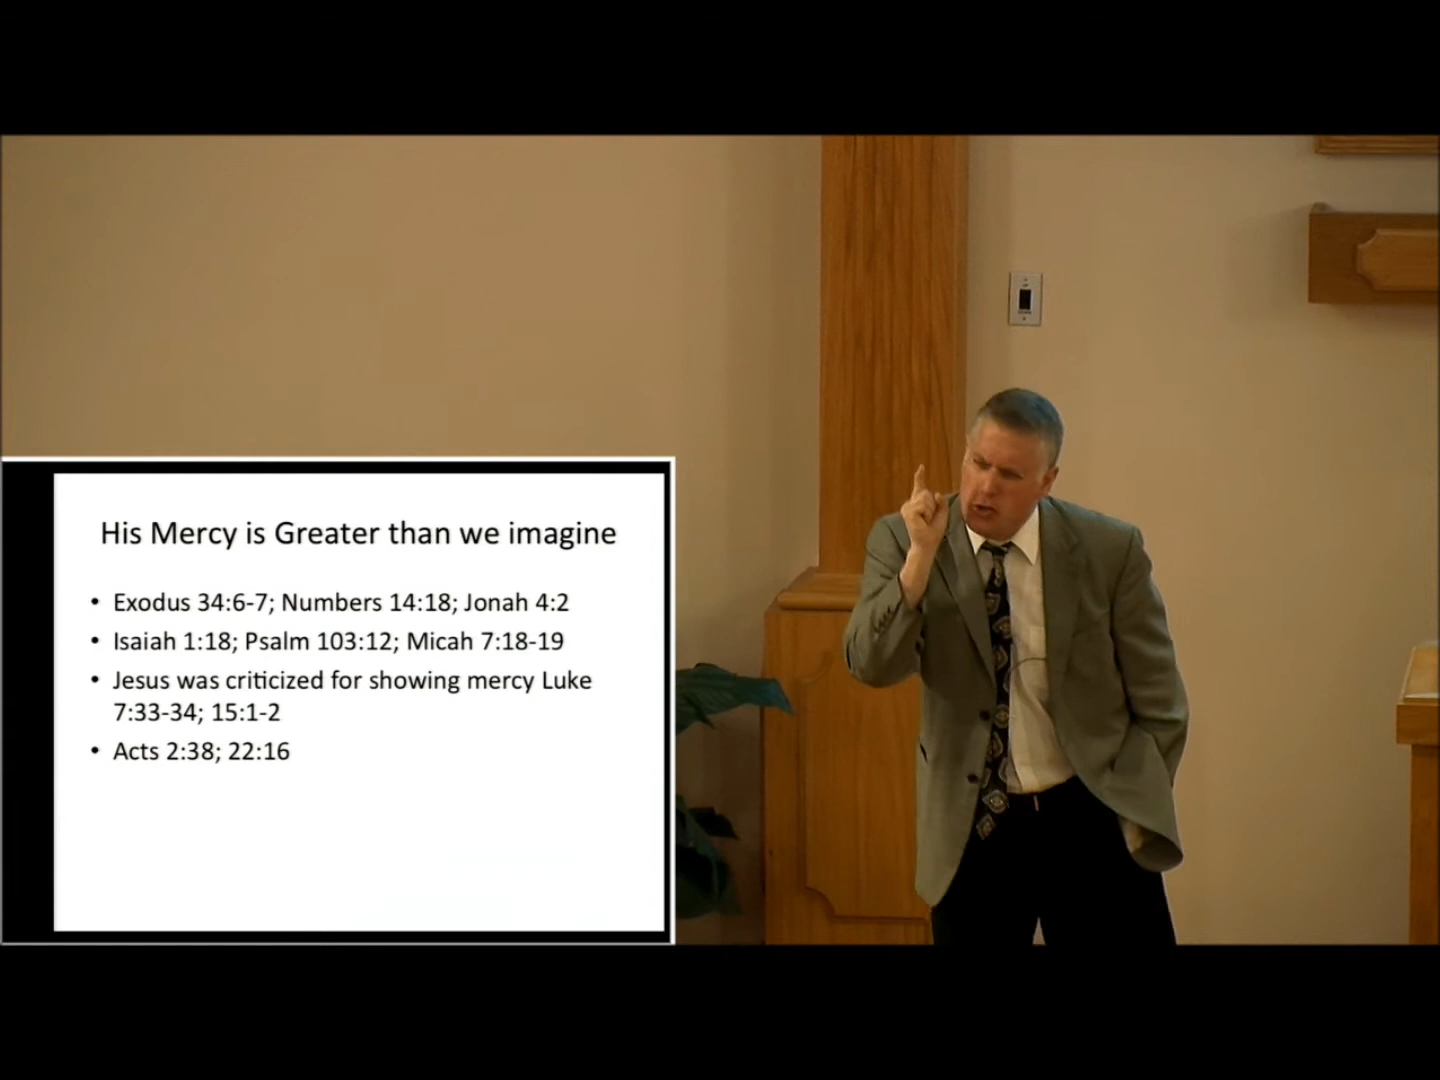 His Mercy is Greater than we imagine
• Exodus 34:6-7; Numbers 14:18; Jonah 4:2
• Isaiah 1:18; Psalm 103:12; Micah 7:18-19
• Jesus was criticized for showing mercy Luke
7:33-34; 15:1-2
• Acts 2:38; 22:16